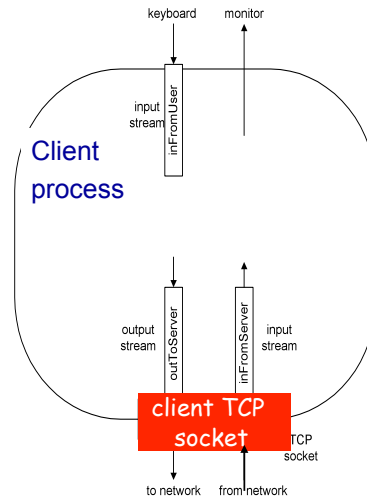 keyboard
monitor
input
stream
inFromUser
Client
process
output
stream
outToServer
inFromServer
input
stream
client TCP
socket
TCP
socket
to network
from network